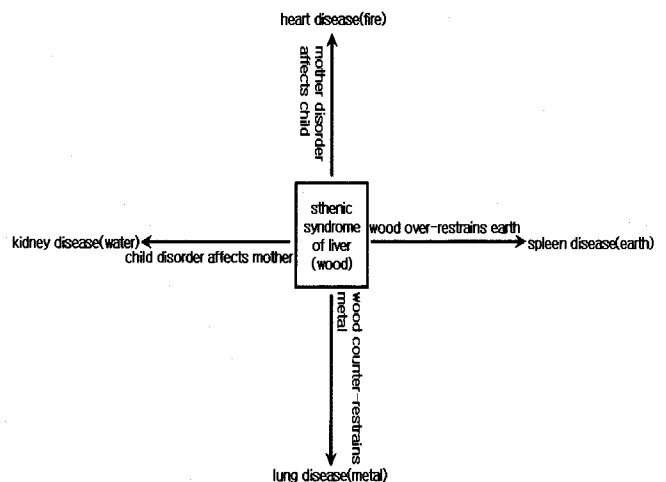 heart disease(fire)
mother disorder
affects child
sthenic
syndrome
of liver
(wood)
wood over-restrains earth
kidney disease(water)
spleen disease(earth)
child disorder affects mother
wood counter-restrains
metal
lung disease(metal)